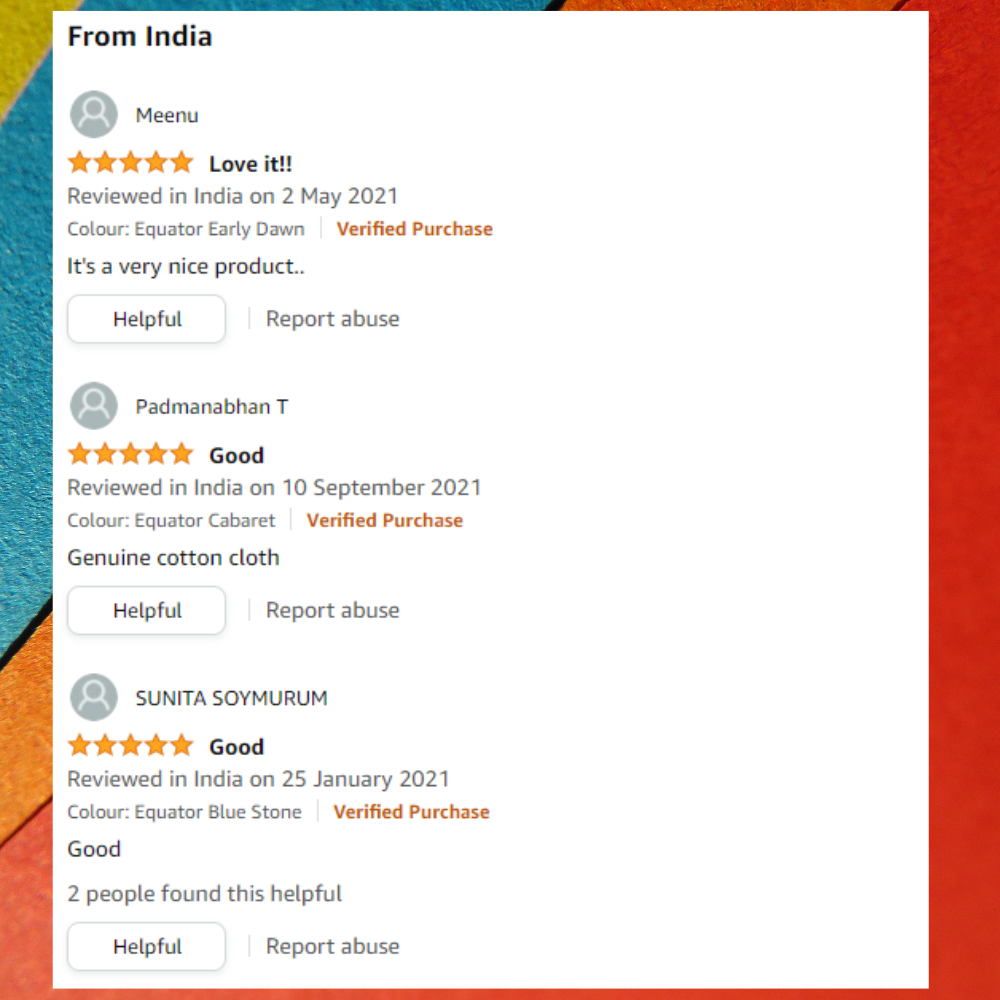 From India
Meenu
Love it!!
Reviewed in India on 2 May 2021
Colour: Equator Early Dawn Verified Purchase
It's a very nice product..
Helpful Report abuse
Padmanabhan T
Good
Reviewed in India on 10 September 2021
Colour: Equator Cabaret Verified Purchase
Genuine cotton cloth
Helpful Report abuse
SUNITA SOYMURUM
Good
Reviewed in India on 25 January 2021
Colour: Equator Blue Stone Verified Purchase
Good
2 people found this helpful
Helpful Report abuse